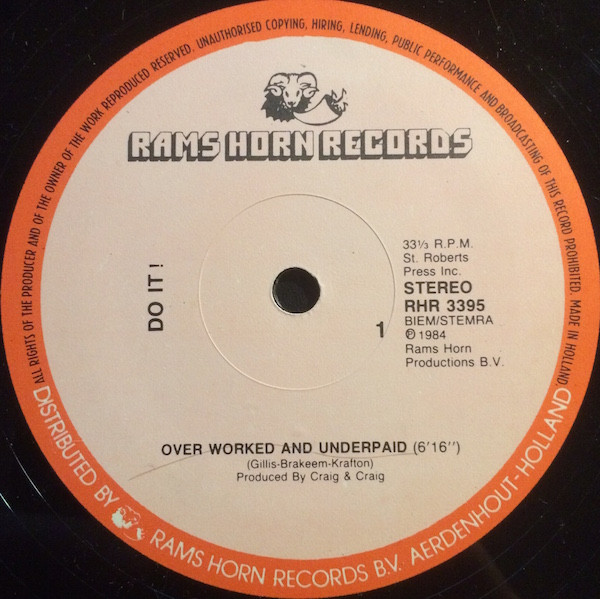 ALL RIGHTS OF THE PRODUCER AND OF THE OWNER OF THE WORK REPRODUCED RESERVED. UNAUTHORISED COPYING, HIRING, LENDING, PUBLIC PERFORMANCE AND BROADCASTING OF THIS RECORD PROHIBITED. MADE IN HOLLAND.
RAMS HORN RECORDS
DO IT!
33⅓ R.P.M.
St. Roberts
Press Inc.
STEREO
RHR 3395
BIEM/STEMRA
℗ 1984
Rams Horn
Productions B.V.
1
OVER WORKED AND UNDERPAID (6'16")
(Gillis-Brakeem-Krafton)
Produced By Craig & Craig
DISTRIBUTED BY RAMS HORN RECORDS B.V. AERDENHOUT-HOLLAND